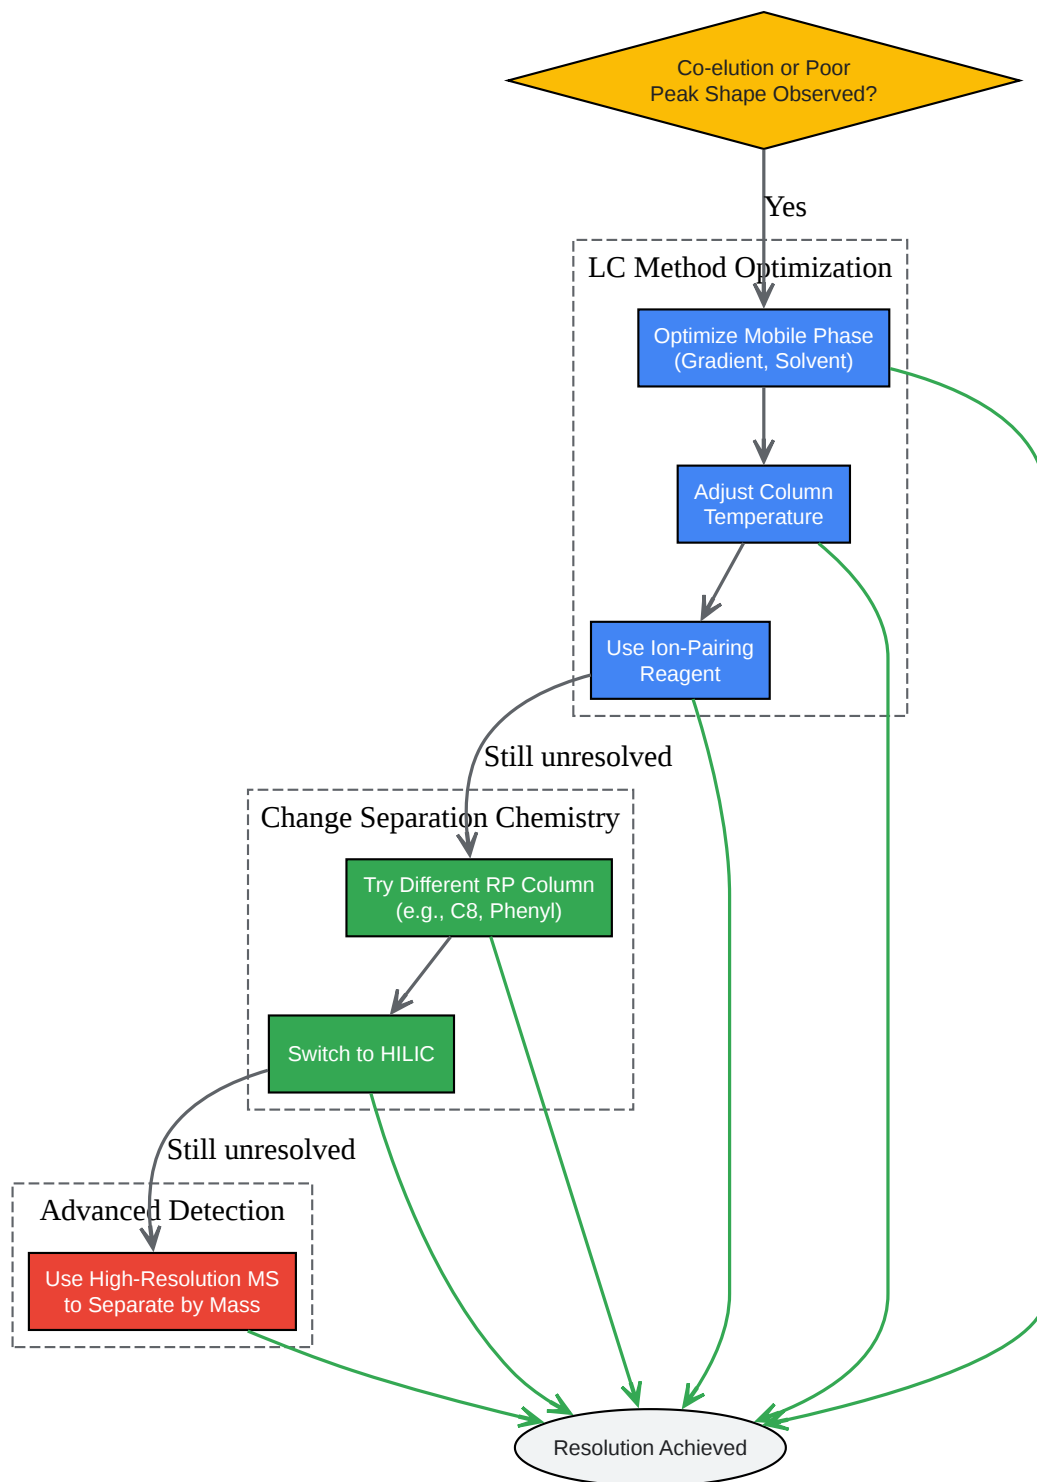 Co-elution or Poor
Peak Shape Observed?
Yes
LC Method Optimization
Optimize Mobile Phase
(Gradient, Solvent)
Adjust Column
Temperature
Use Ion-Pairing
Reagent
Still unresolved
Change Separation Chemistry
Try Different RP Column
(e.g., C8, Phenyl)
Switch to HILIC
Still unresolved
Advanced Detection
Use High-Resolution MS
to Separate by Mass
Resolution Achieved